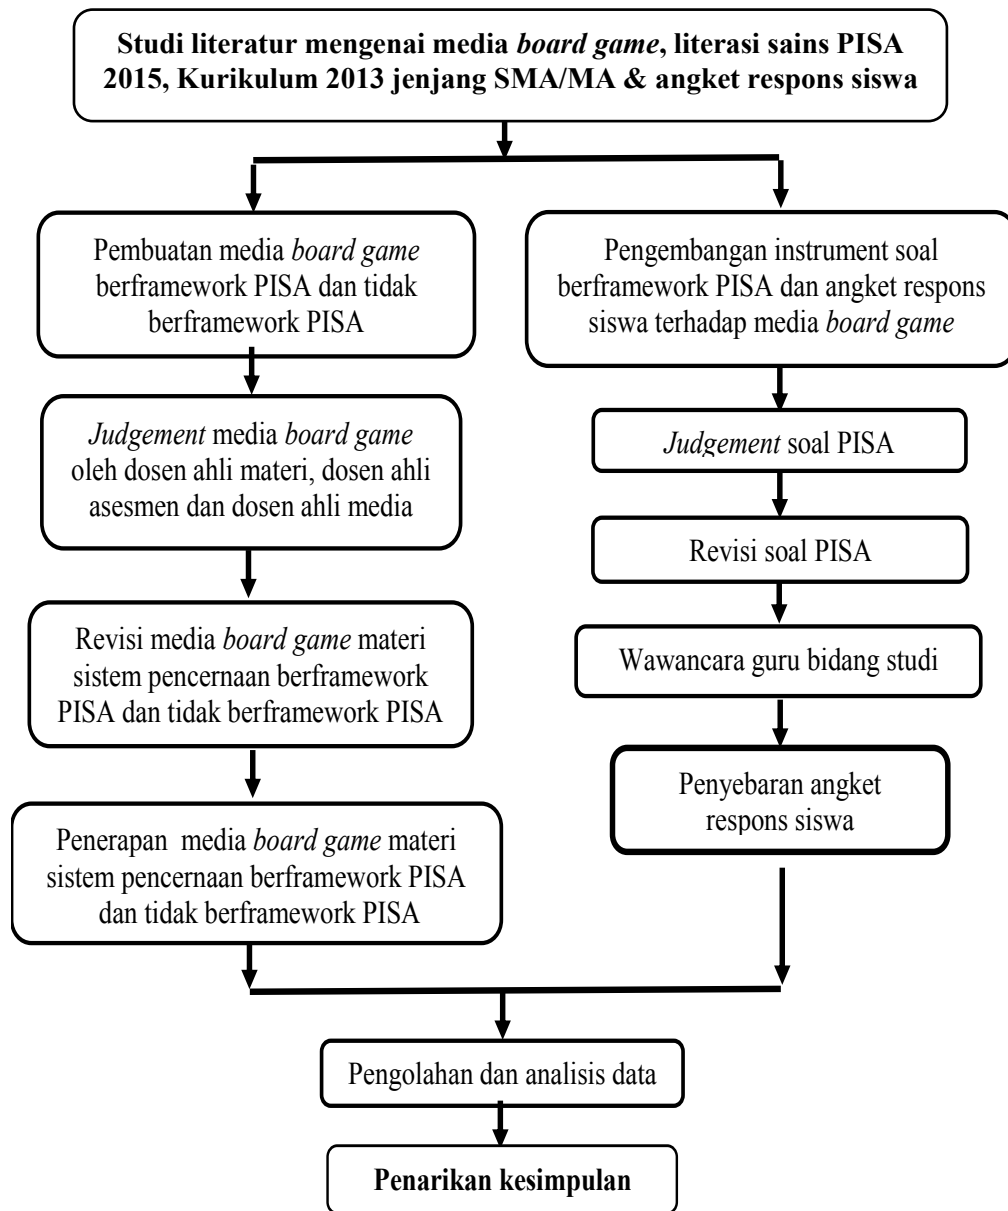 Studi literatur mengenai media board game, literasi sains PISA
2015, Kurikulum 2013 jenjang SMA/MA & angket respons siswa
Pembuatan media board game
berframework PISA dan tidak
berframework PISA
Judgement media board game
oleh dosen ahli materi, dosen ahli
asesmen dan dosen ahli media
Revisi media board game materi
sistem pencernaan berframework
PISA dan tidak berframework PISA
Penerapan media board game materi
sistem pencernaan berframework PISA
dan tidak berframework PISA
Pengembangan instrument soal
berframework PISA dan angket respons
siswa terhadap media board game
Judgement soal PISA
Revisi soal PISA
Wawancara guru bidang studi
Penyebaran angket
respons siswa
Pengolahan dan analisis data
Penarikan kesimpulan